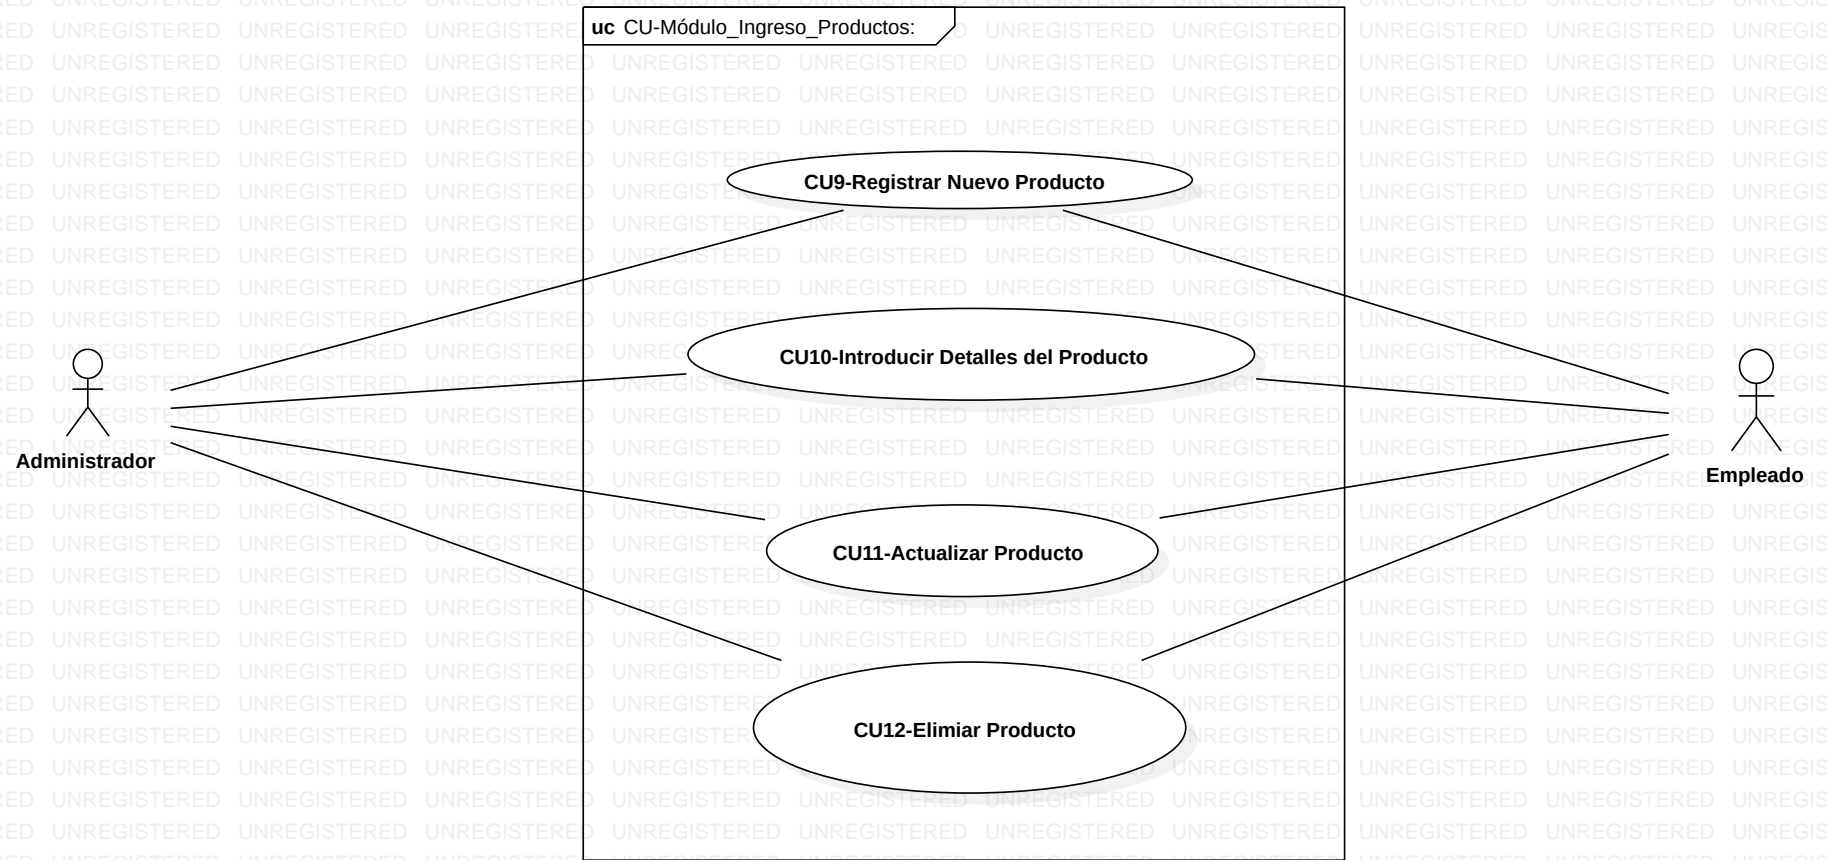 uc CU-Módulo_Ingreso_Productos:
CU9-Registrar Nuevo Producto
CU10-Introducir Detalles del Producto
Administrador
Empleado
CU11-Actualizar Producto
CU12-Elimiar Producto
UNREGISTERED